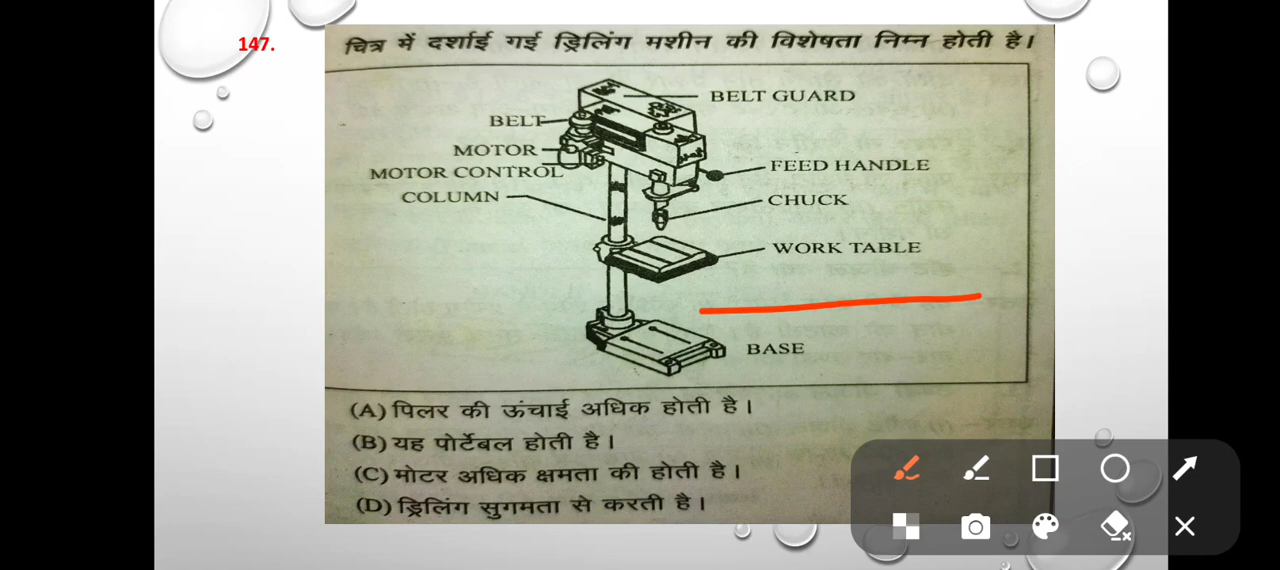 147.
चित्र में दर्शाई गई ड्रिलिंग मशीन की विशेषता निम्न होती है।
BELT GUARD
BELT
MOTOR
MOTOR CONTROL
FEED HANDLE
COLUMN
CHUCK
WORK TABLE
BASE
(A) पिलर की ऊंचाई अधिक होती है।
(B) यह पोर्टेबल होती है।
(C) मोटर अधिक क्षमता की होती है।
(D) ड्रिलिंग सुगमता से करती है।